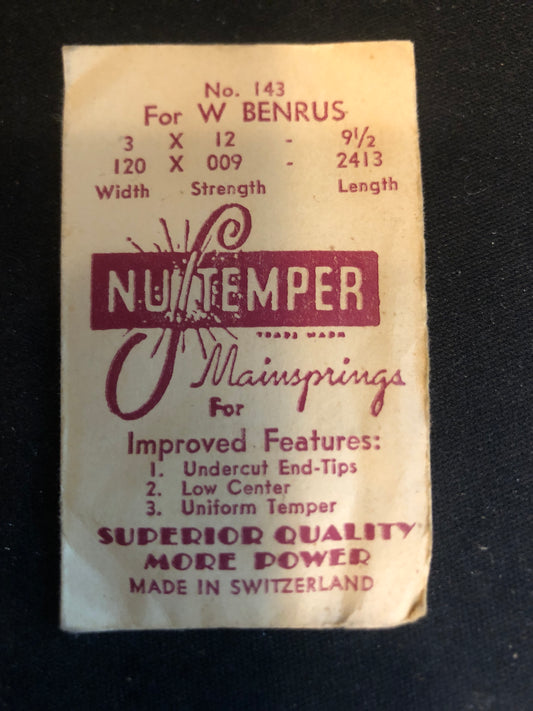 No. 143
For W BENRUS
3 X 12 - 9½
120 X 009 - 2413
Width Strength Length
NU-TEMPER
TRADE MARK
Mainsprings
For
Improved Features:
1. Undercut End-Tips
2. Low Center
3. Uniform Temper
SUPERIOR QUALITY
MORE POWER
MADE IN SWITZERLAND